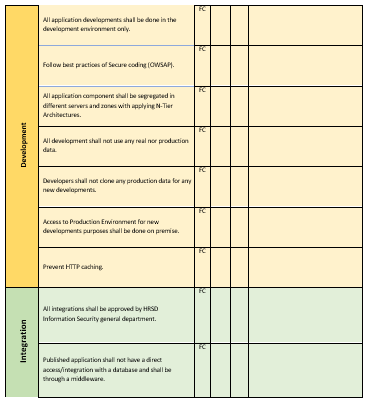 Development
FC
All application developments shall be done in the
development environment only.
FC
Follow best practices of Secure coding (OWSAP).
FC
All application component shall be segregated in
different servers and zones with applying N-Tier
Architectures.
FC
All development shall not use any real nor production
data.
FC
Developers shall not clone any production data for any
new developments.
FC
Access to Production Environment for new
developments purposes shall be done on premise.
FC
Prevent HTTP caching.
Integration
FC
All integrations shall be approved by HRSD
Information Security general department.
FC
Published application shall not have a direct
access/integration with a database and shall be
through a middleware.